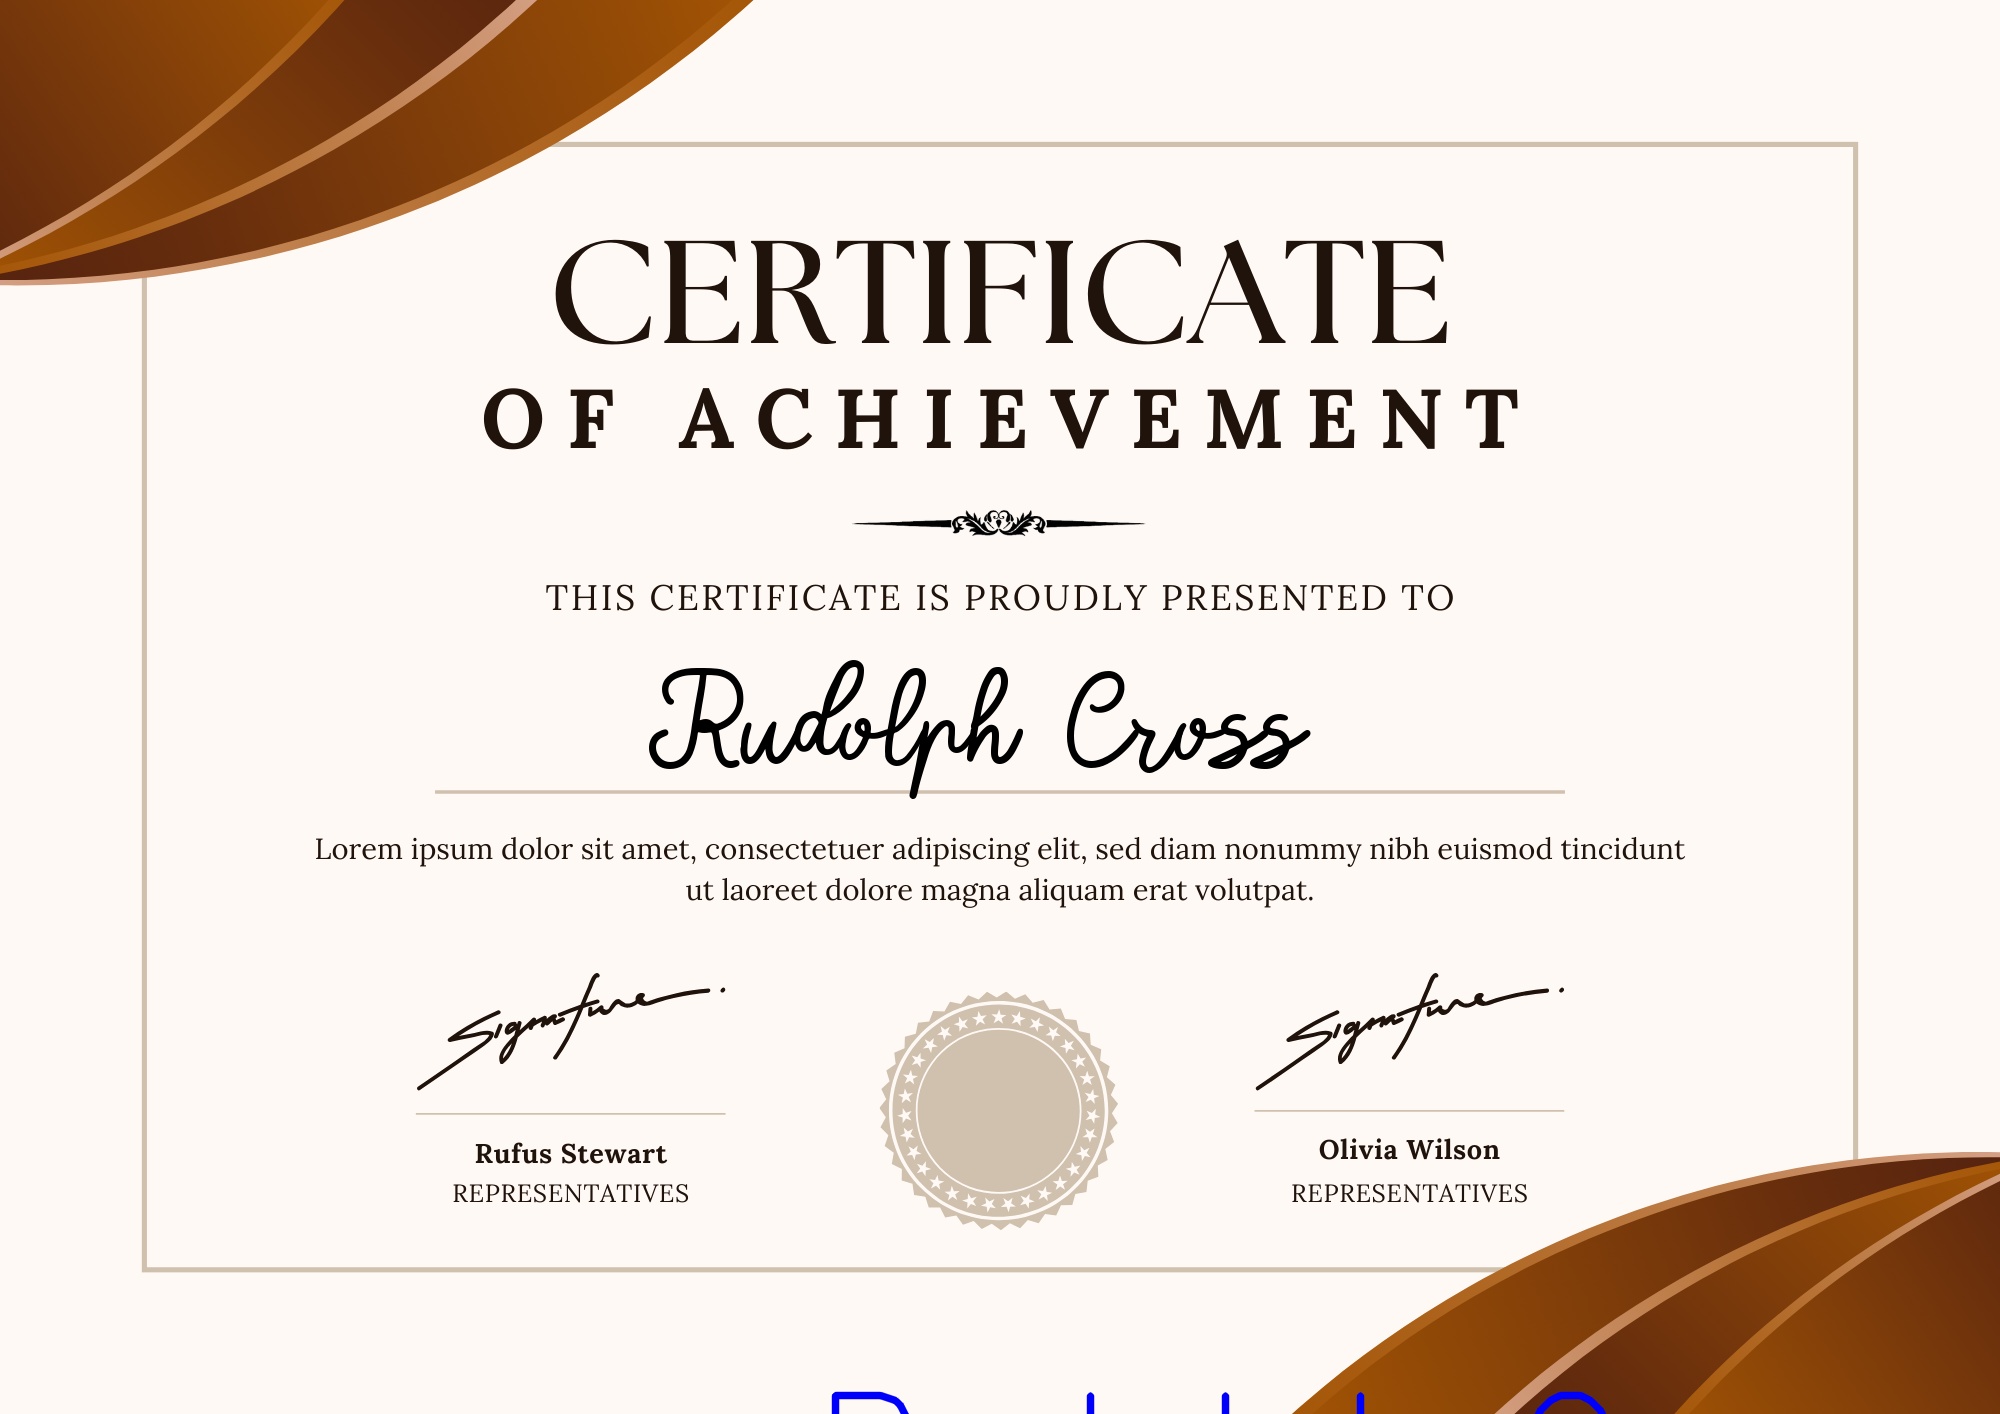 CERTIFICATE
OF ACHIEVEMENT
THIS CERTIFICATE IS PROUDLY PRESENTED TO
Rudolph Cross
Lorem ipsum dolor sit amet, consectetuer adipiscing elit, sed diam nonummy nibh euismod tincidunt
ut laoreet dolore magna aliquam erat volutpat.
Signature
Signature
Rufus Stewart
Olivia Wilson
REPRESENTATIVES
REPRESENTATIVES